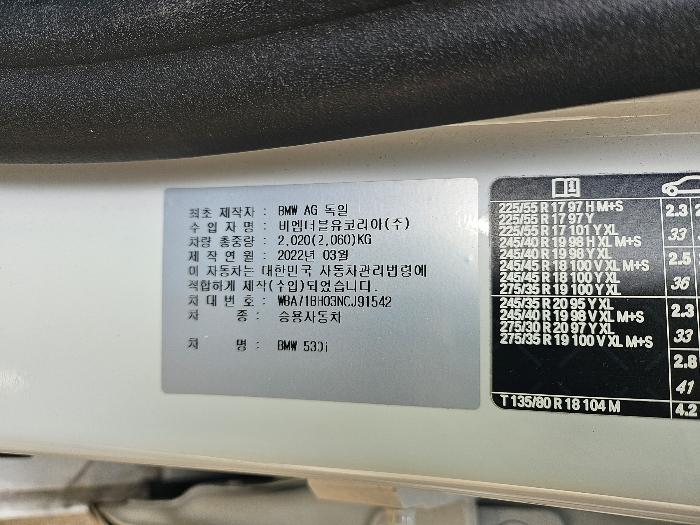 최초 제작자 : BMW AG 독일
수 입 자 명 : 비엠더블유코리아(주)
차량 총중량 : 2,020(2,060)KG
제 작 연 월 : 2022년 03월
이 자동차는 대한민국 자동차관리법령에
적합하게 제작(수입)되었습니다.
차 대 번 호 : WBA71BH03NCJ91542
차 종 : 승용자동차
차 명 : BMW 530i
225/55 R 17 97 H M+S
225/55 R 17 97 Y
225/55 R 17 101 Y XL
245/40 R 19 98 H XL M+S
245/40 R 19 98 Y XL
245/45 R 18 100 V XL M+S
245/45 R 18 100 Y XL
275/35 R 19 100 Y XL
245/35 R 20 95 Y XL
245/40 R 19 98 V XL M+S
275/30 R 20 97 Y XL
275/35 R 19 100 V XL M+S
T 135/80 R 18 104 M
2.3
33
2.5
36
2.3
33
2.8
41
4.2